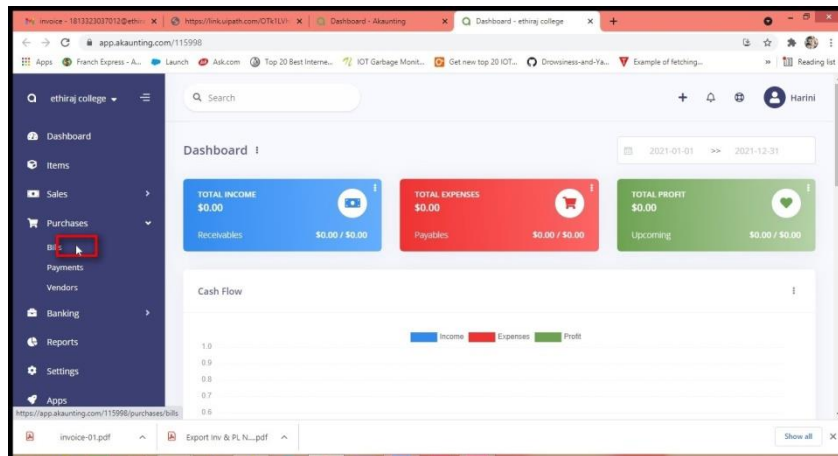 invoice - 1813323037012@ethira
https://link.uipath.com/OTk1LVI
Dashboard - Akaunting
Dashboard - ethiraj college
app.akaunting.com/115998
Apps
Franch Express - A...
Launch
Ask.com
Top 20 Best Interne...
IOT Garbage Monit...
Get new top 20 IOT...
Drowsiness-and-Ya...
Example of fetching...
»
Reading list
ethiraj college
Search
Harini
Dashboard
Items
Sales
Purchases
Bills
Payments
Vendors
Banking
Reports
Settings
Apps
https://app.akaunting.com/115998/purchases/bills
Dashboard
2021-01-01 >> 2021-12-31
TOTAL INCOME
$0.00
Receivables $0.00 / $0.00
TOTAL EXPENSES
$0.00
Payables $0.00 / $0.00
TOTAL PROFIT
$0.00
Upcoming $0.00 / $0.00
Cash Flow
Income Expenses Profit
1.0
0.9
0.8
0.7
0.6
invoice-01.pdf
Export Inv & PL N....pdf
Show all